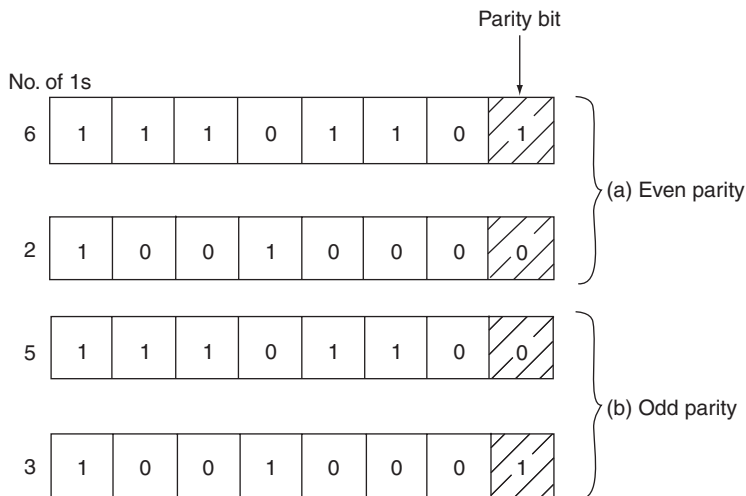 Parity bit
No. of 1s
6 1 1 1 0 1 1 0 1
(a) Even parity
2 1 0 0 1 0 0 0 0
5 1 1 1 0 1 1 0 0
(b) Odd parity
3 1 0 0 1 0 0 0 1